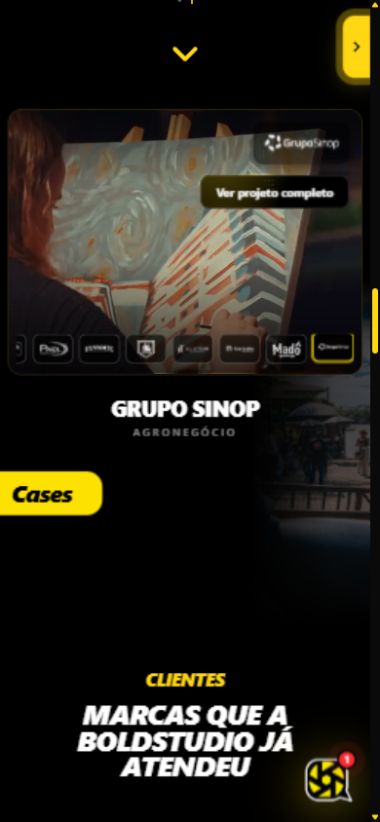 GrupoSinop
Ver projeto completo
Madô
GRUPO SINOP
AGRONEGÓCIO
Cases
CLIENTES
MARCAS QUE A
BOLDSTUDIO JÁ
ATENDEU
1